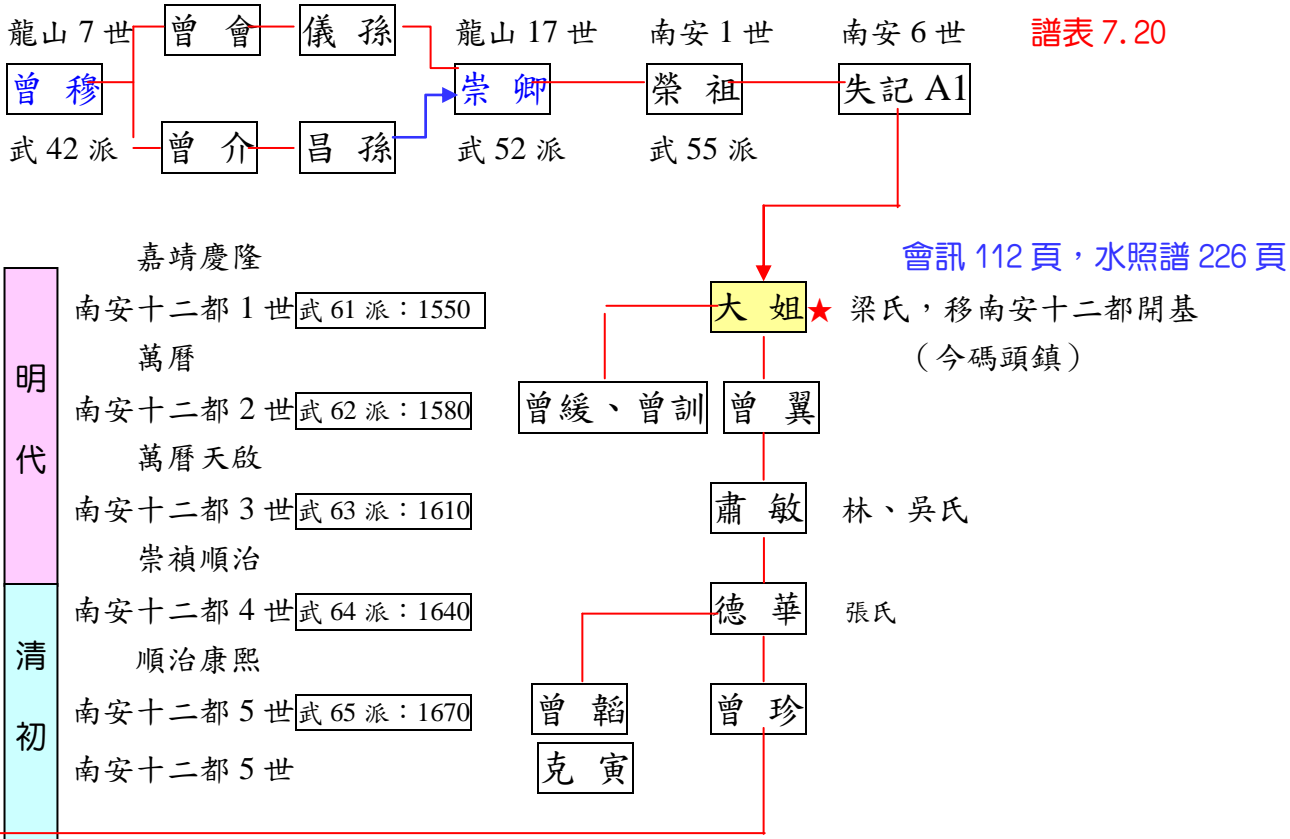 龍山 7 世 曾 會 儀 孫 龍山 17 世 南安 1 世 南安 6 世 譜表 7.20
曾 穆 崇 卿 榮 祖 失記 A1
武 42 派 曾 介 昌 孫 武 52 派 武 55 派
嘉靖慶隆 會訊 112 頁，水照譜 226 頁
南安十二都 1 世 武 61 派：1550 大 姐★ 梁氏，移南安十二都開基
萬曆 （今碼頭鎮）
明代
南安十二都 2 世 武 62 派：1580 曾緩、曾訓 曾 翼
萬曆天啟
南安十二都 3 世 武 63 派：1610 肅 敏 林、吳氏
崇禎順治
南安十二都 4 世 武 64 派：1640 德 華 張氏
清初
順治康熙
南安十二都 5 世 武 65 派：1670 曾 韜 曾 珍
南安十二都 5 世 克 寅